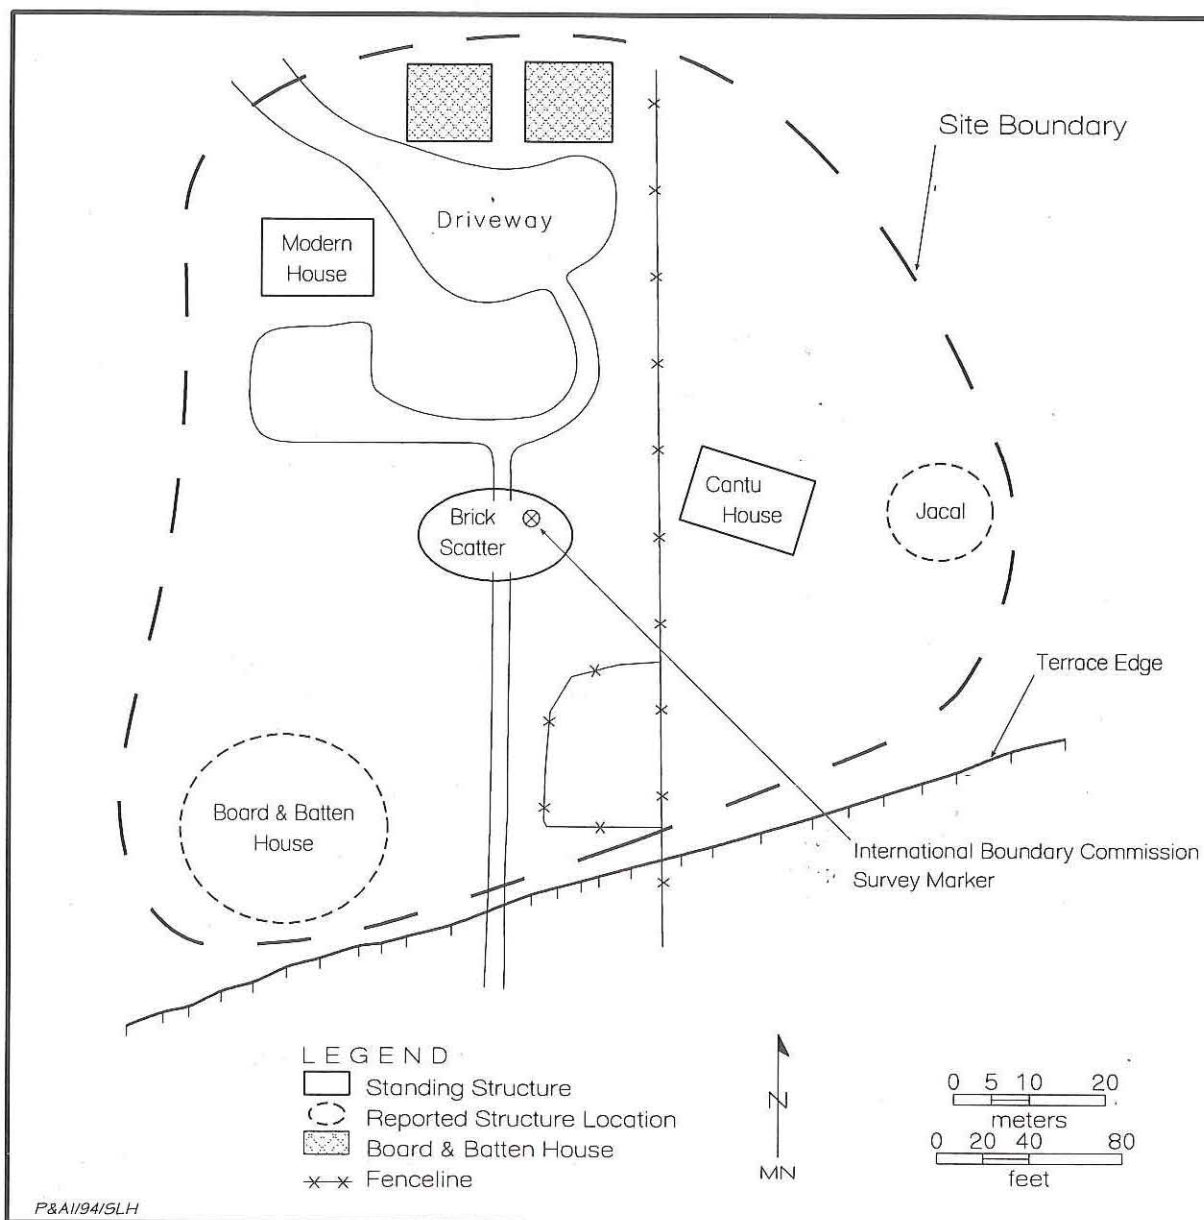 Site Boundary
Driveway
Modern
House
Cantu
House
Jacal
Brick
Scatter
Terrace Edge
Board & Batten
House
International Boundary Commission
Survey Marker
LEGEND
Standing Structure
Reported Structure Location
Board & Batten House
Fenceline
N
MN
0 5 10 20
meters
0 20 40 80
feet
P&AI/94/SLH